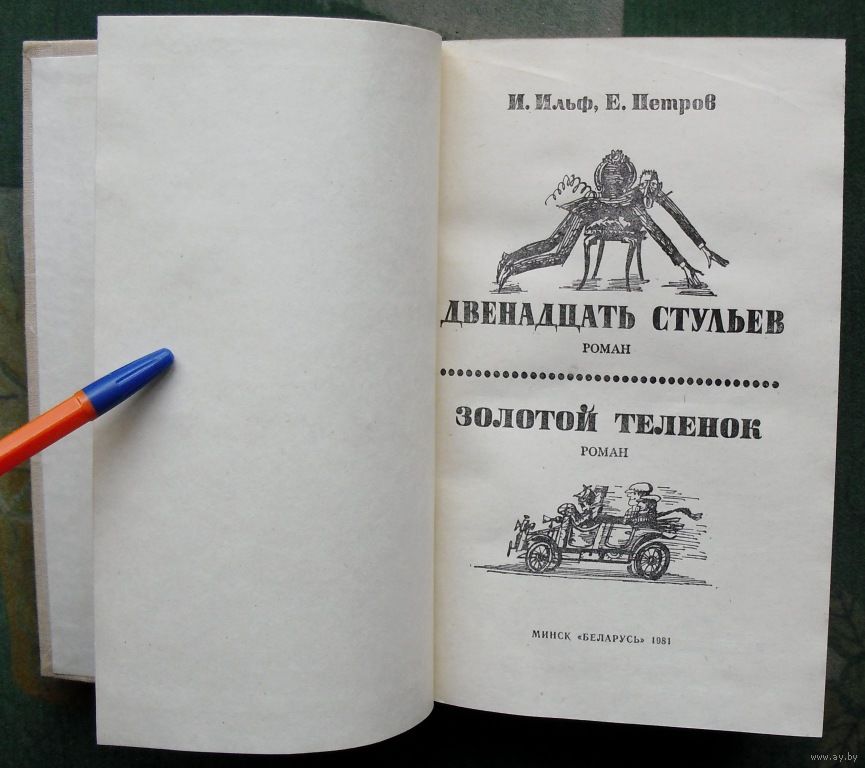 И. Ильф, Е. Петров
ДВЕНАДЦАТЬ СТУЛЬЕВ
РОМАН
ЗОЛОТОЙ ТЕЛЕНОК
РОМАН
МИНСК «БЕЛАРУСЬ» 1981
www.ay.by